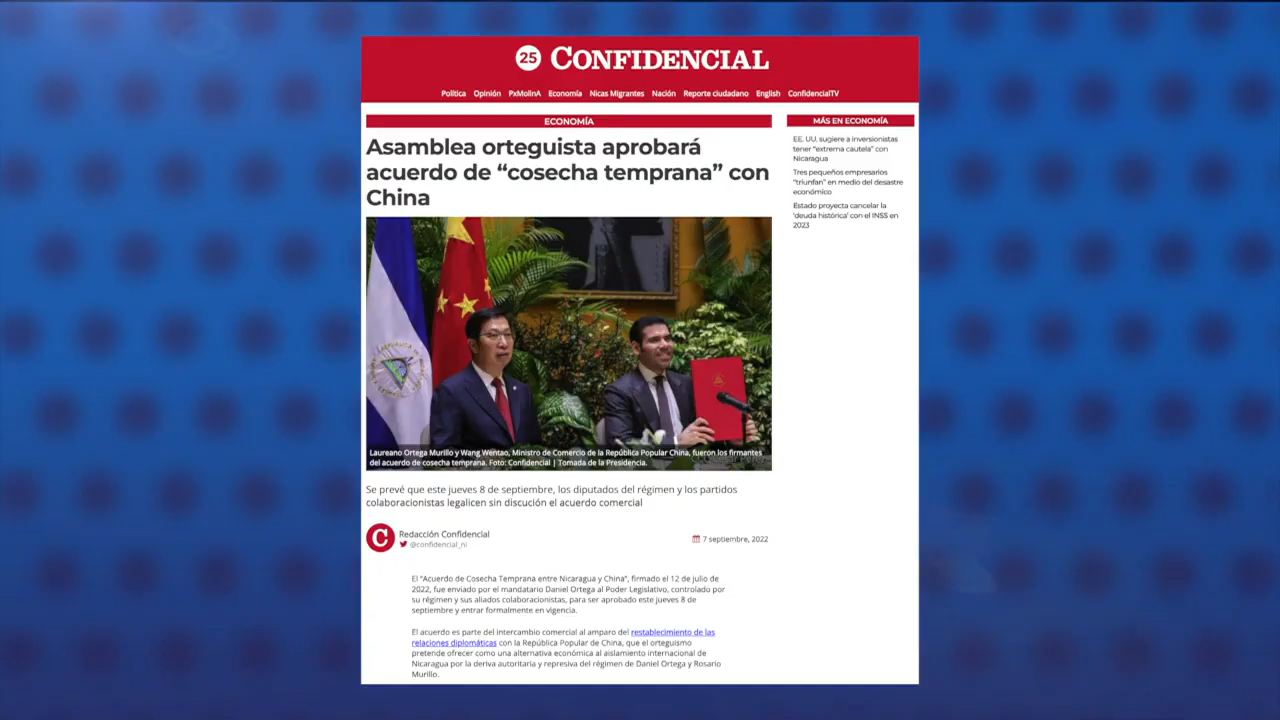 25 CONFIDENCIAL
Política Opinión PxMolinA Economía Nicas Migrantes Nación Reporte ciudadano English ConfidencialTV
ECONOMÍA
Asamblea orteguista aprobará
acuerdo de “cosecha temprana” con
China
Laureano Ortega Murillo y Wang Wentao, Ministro de Comercio de la República Popular China, fueron los firmantes
del acuerdo de cosecha temprana. Foto: Confidencial | Tomada de la Presidencia.
Se prevé que este jueves 8 de septiembre, los diputados del régimen y los partidos
colaboracionistas legalicen sin discución el acuerdo comercial
C
Redacción Confidencial
@confidencial_ni
7 septiembre, 2022
El "Acuerdo de Cosecha Temprana entre Nicaragua y China", firmado el 12 de julio de
2022, fue enviado por el mandatario Daniel Ortega al Poder Legislativo, controlado por
su régimen y sus aliados colaboracionistas, para ser aprobado este jueves 8 de
septiembre y entrar formalmente en vigencia.
El acuerdo es parte del intercambio comercial al amparo del restablecimiento de las
relaciones diplomáticas con la República Popular de China, que el orteguismo
pretende ofrecer como una alternativa económica al aislamiento internacional de
Nicaragua por la deriva autoritaria y represiva del régimen de Daniel Ortega y Rosario
Murillo.
MÁS EN ECONOMÍA
EE. UU. sugiere a inversionistas
tener “extrema cautela” con
Nicaragua
Tres pequeños empresarios
“triunfan” en medio del desastre
económico
Estado proyecta cancelar la
‘deuda histórica’ con el INSS en
2023